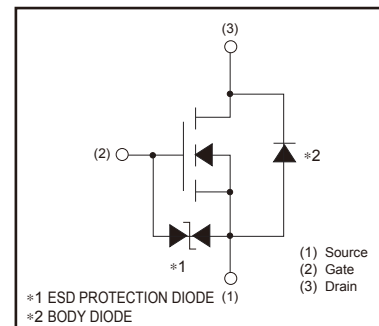 (3)
(2)
∗2
∗1
(1) Source
(2) Gate
(3) Drain
∗1 ESD PROTECTION DIODE (1)
∗2 BODY DIODE